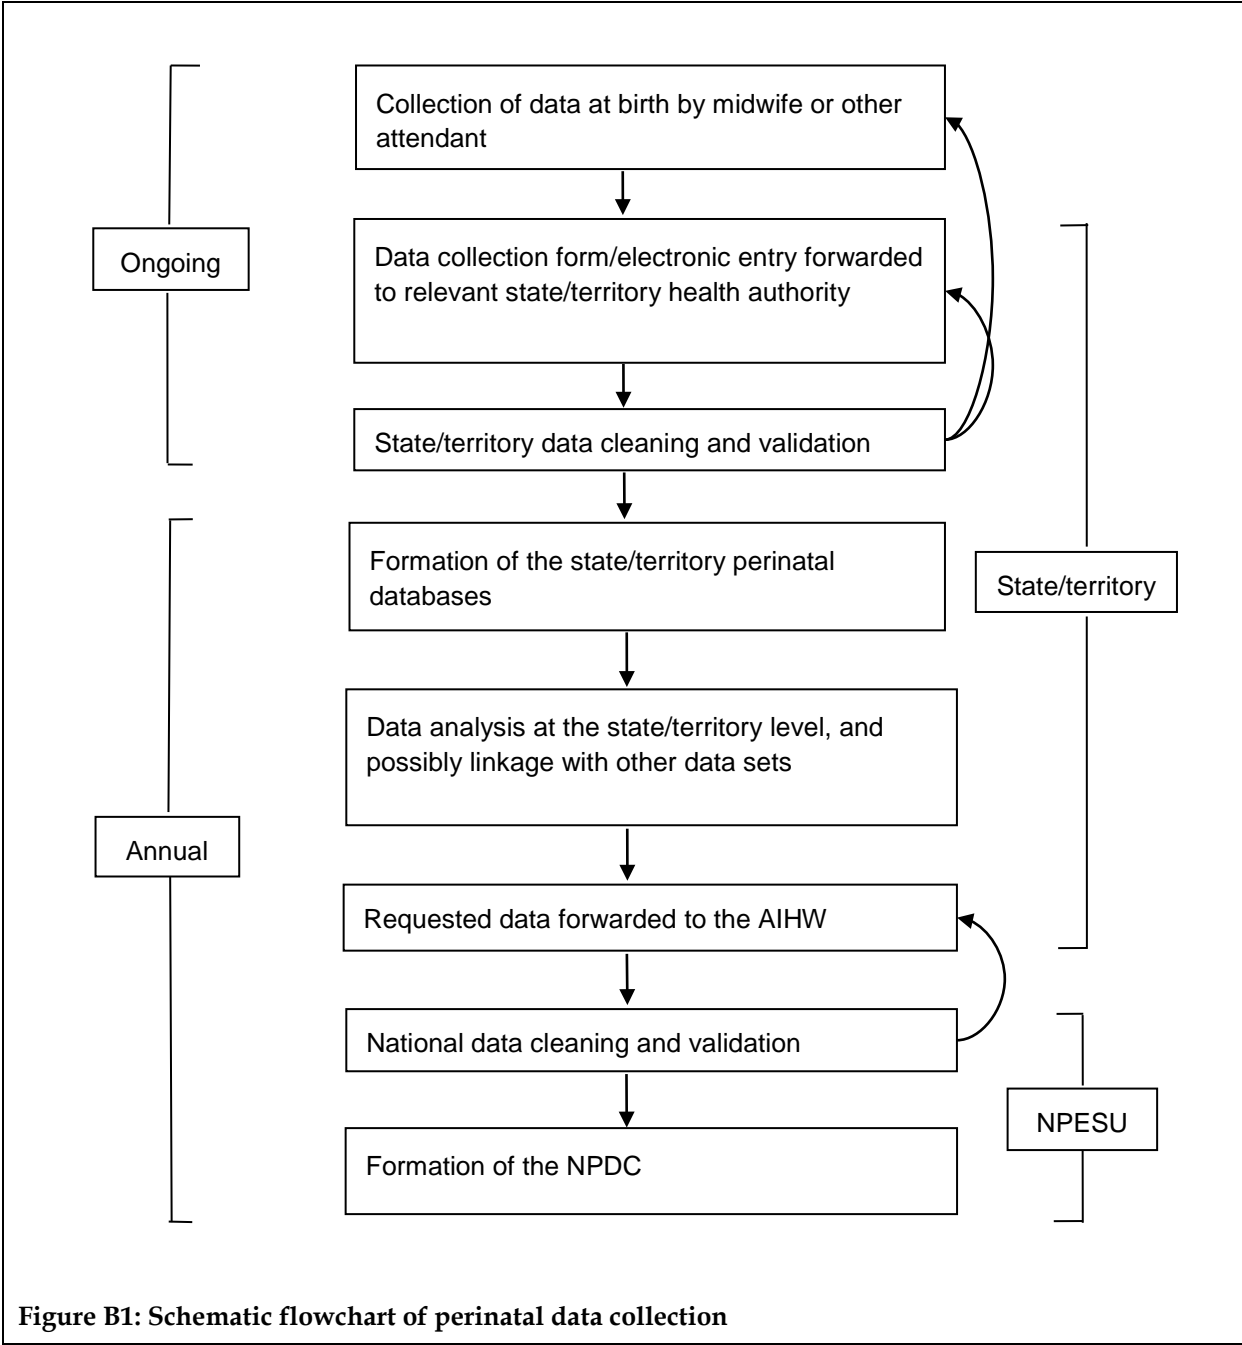 Collection of data at birth by midwife or other
attendant
Ongoing
Data collection form/electronic entry forwarded
to relevant state/territory health authority
State/territory data cleaning and validation
Formation of the state/territory perinatal
databases
State/territory
Data analysis at the state/territory level, and
possibly linkage with other data sets
Annual
Requested data forwarded to the AIHW
National data cleaning and validation
NPESU
Formation of the NPDC
Figure B1: Schematic flowchart of perinatal data collection